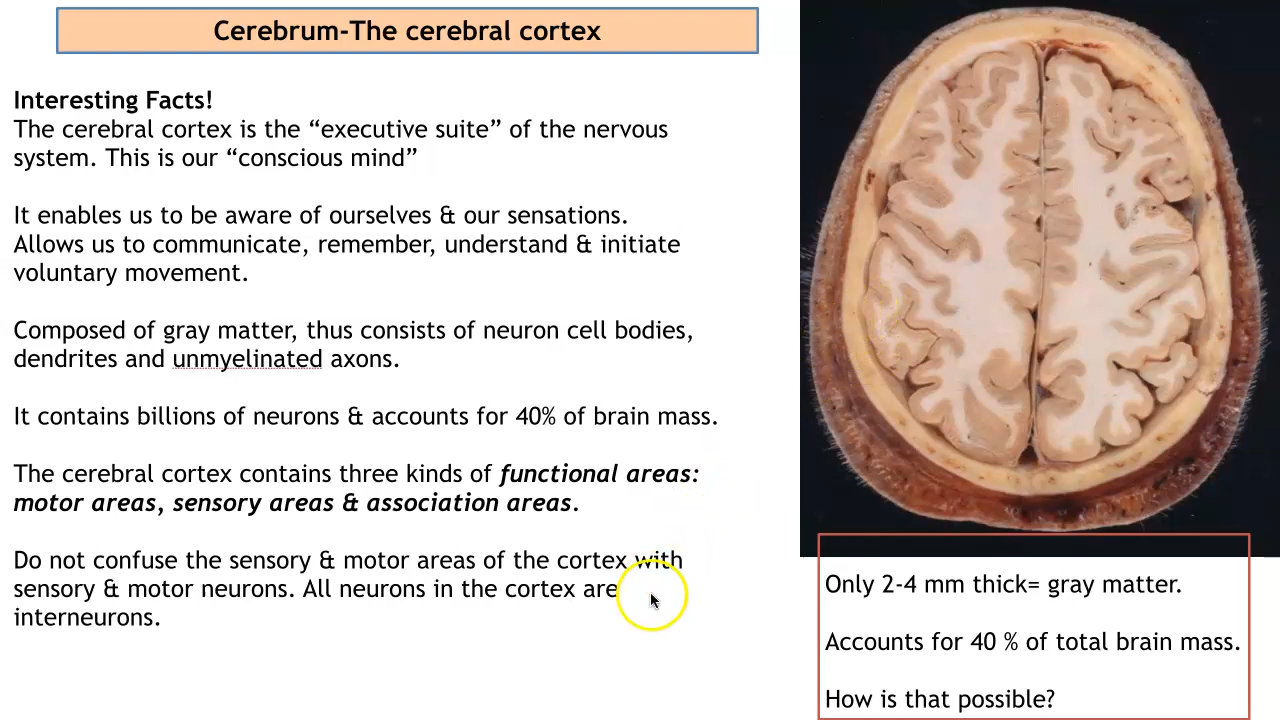 Cerebrum-The cerebral cortex
Interesting Facts!
The cerebral cortex is the “executive suite” of the nervous
system. This is our “conscious mind”
It enables us to be aware of ourselves & our sensations.
Allows us to communicate, remember, understand & initiate
voluntary movement.
Composed of gray matter, thus consists of neuron cell bodies,
dendrites and unmyelinated axons.
It contains billions of neurons & accounts for 40% of brain mass.
The cerebral cortex contains three kinds of functional areas:
motor areas, sensory areas & association areas.
Do not confuse the sensory & motor areas of the cortex with
sensory & motor neurons. All neurons in the cortex are
interneurons.
Only 2-4 mm thick= gray matter.
Accounts for 40 % of total brain mass.
How is that possible?